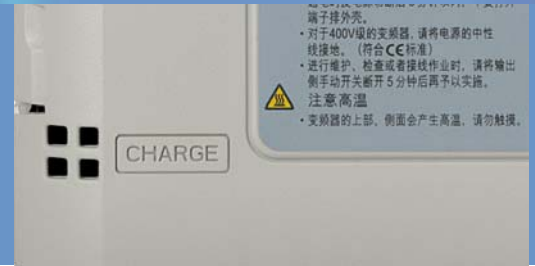 端子排外壳。
・对于400V级的变频器,请将电源的中性
线接地。(符合CE标准)
・进行维护、检查或者接线作业时,请将输出
侧手动开关断开5分钟后再予以实施。
注意高温
・变频器的上部、侧面会产生高温,请勿触摸。
CHARGE